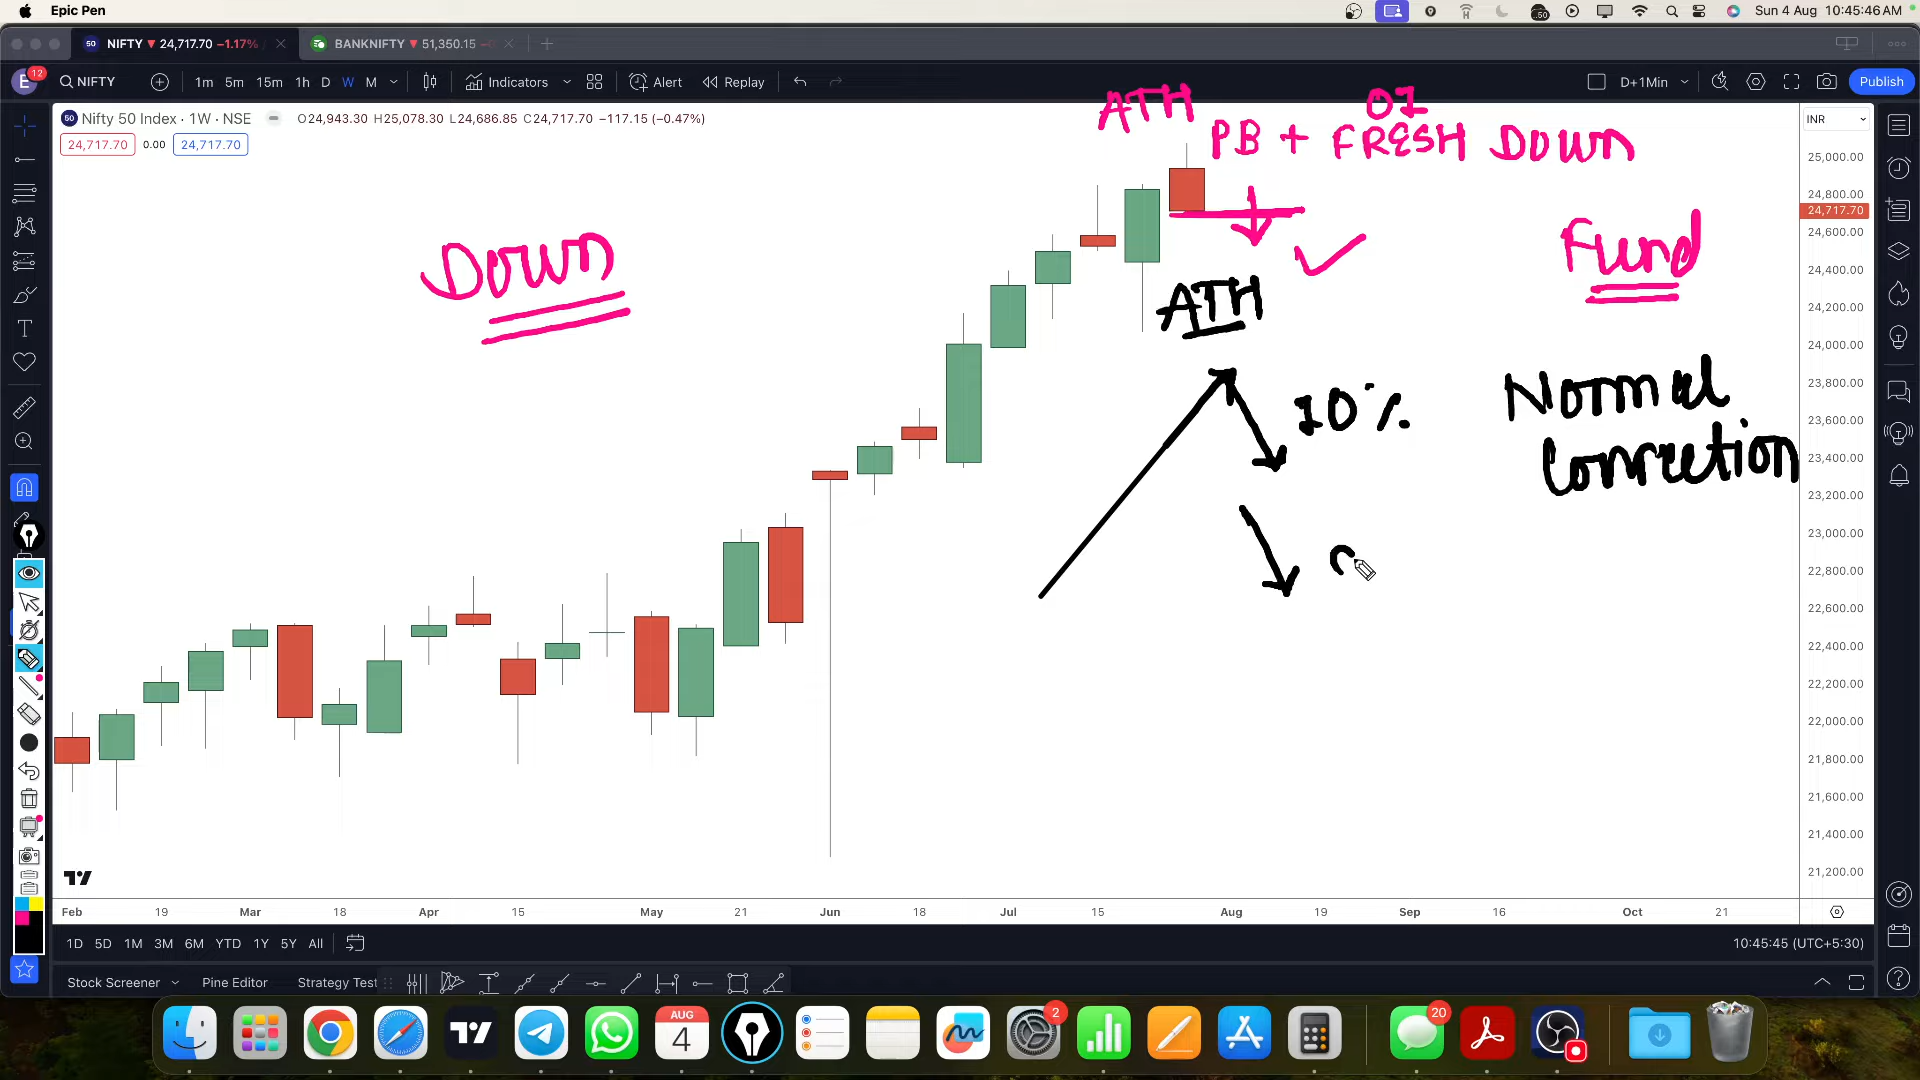 Epic Pen
Sun 4 Aug 10:45:46 AM
NIFTY 24,717.70 −1.17%
BANKNIFTY 51,350.15
E 12 NIFTY 1m 5m 15m 1h D W M Indicators Alert Replay D+1Min Publish
50 Nifty 50 Index · 1W · NSE O24,943.30 H25,078.30 L24,686.85 C24,717.70 −117.15 (−0.47%)
INR
24,717.70 0.00 24,717.70
ATH
OI
PB + FRESH DOWN
Down
Fund
ATH
10%
Normal
Correction
25,000.00
24,800.00
24,717.70
24,600.00
24,400.00
24,200.00
24,000.00
23,800.00
23,600.00
23,400.00
23,200.00
23,000.00
22,800.00
22,600.00
22,400.00
22,200.00
22,000.00
21,800.00
21,600.00
21,400.00
21,200.00
Feb 19 Mar 18 Apr 15 May 21 Jun 18 Jul 15 Aug 19 Sep 16 Oct 21
1D 5D 1M 3M 6M YTD 1Y 5Y All
10:45:45 (UTC+5:30)
Stock Screener Pine Editor Strategy Test
AUG
4
2
20